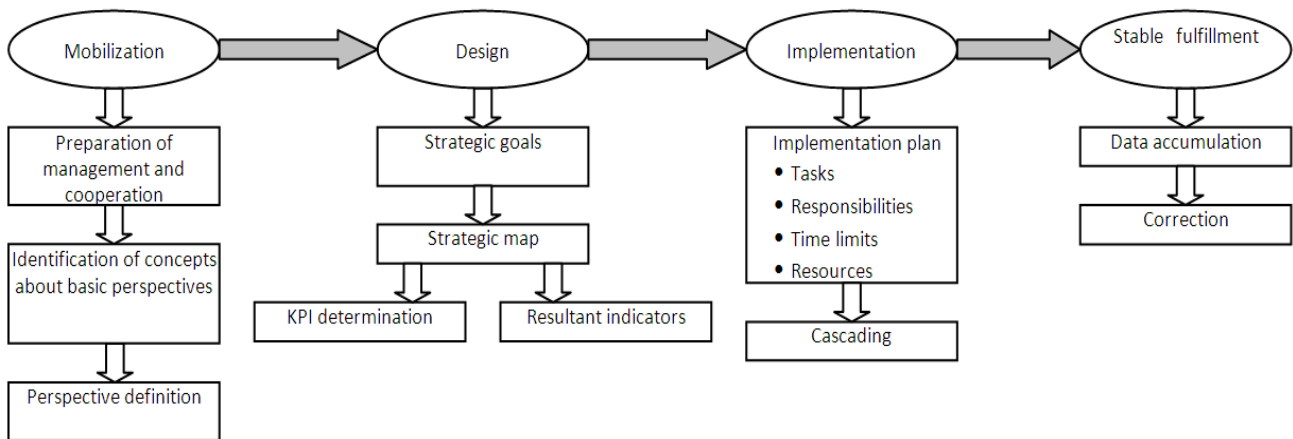 Mobilization
Design
Implementation
Stable fulfillment
Preparation of
management and
cooperation
Identification of concepts
about basic perspectives
Perspective definition
Strategic goals
Strategic map
KPI determination
Resultant indicators
Implementation plan
• Tasks
• Responsibilities
• Time limits
• Resources
Cascading
Data accumulation
Correction